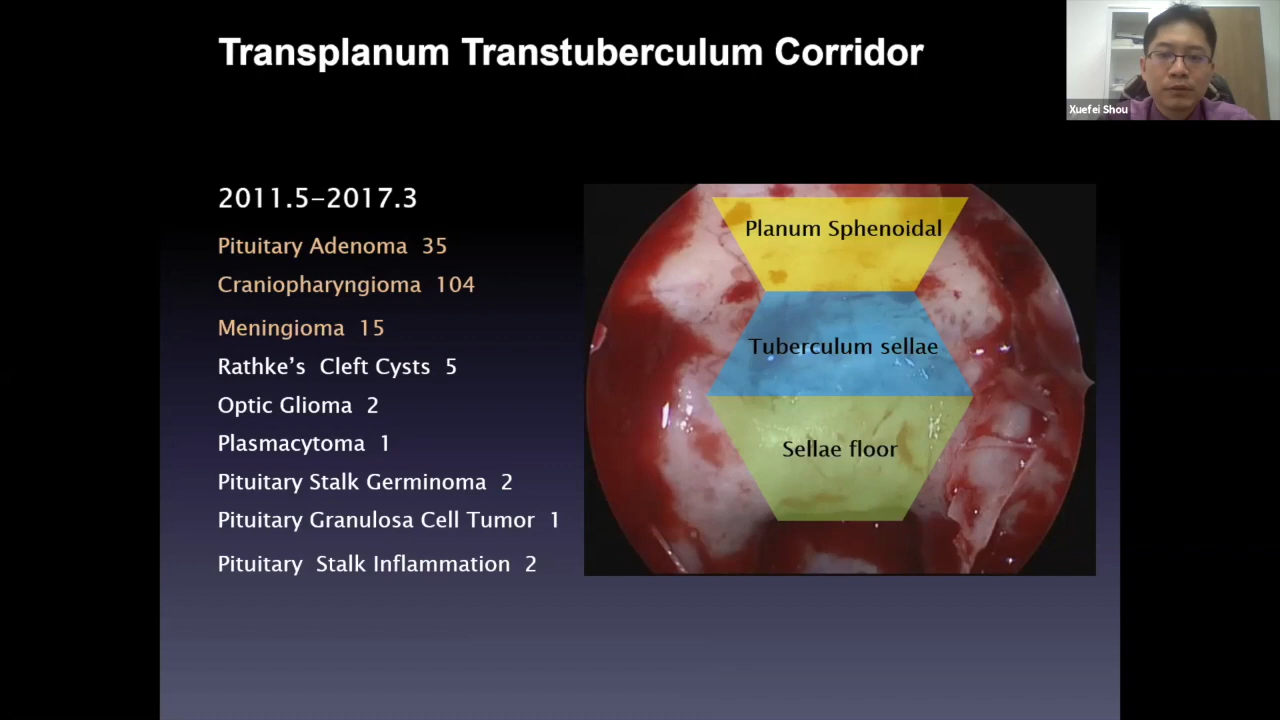 Transplanum Transtuberculum Corridor
Xuefei Shou
2011.5-2017.3
Pituitary Adenoma 35
Craniopharyngioma 104
Meningioma 15
Rathke's Cleft Cysts 5
Optic Glioma 2
Plasmacytoma 1
Pituitary Stalk Germinoma 2
Pituitary Granulosa Cell Tumor 1
Pituitary Stalk Inflammation 2
Planum Sphenoidal
Tuberculum sellae
Sellae floor